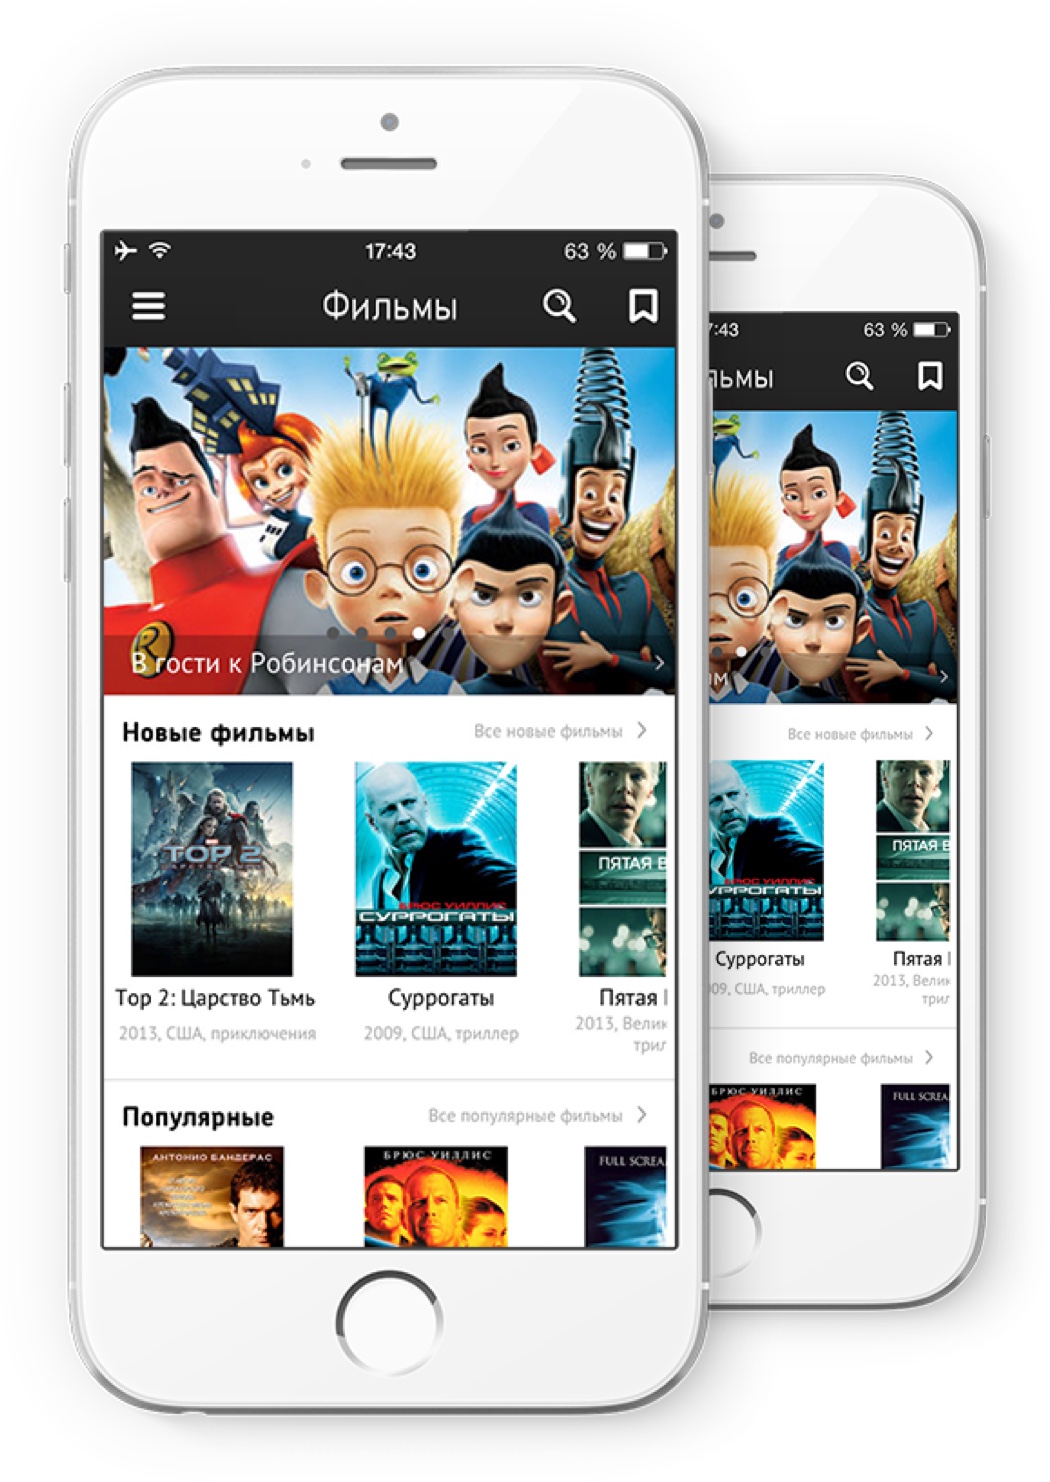 17:43
63 %
Фильмы
В гости к Робинсонам
Новые фильмы
Все новые фильмы
MARVEL
ТОР 2
БРЮС УИЛЛИС
СУРРОГАТЫ
ПЯТАЯ В
Тор 2: Царство Тьмь
Суррогаты
Пятая
2013, США, приключения
2009, США, триллер
2013, Велик
трил
Популярные
Все популярные фильмы
АНТОНИО БАНДЕРАС
БРЮС УИЛЛИС
FULL SCREA
7:43
63 %
льмы
ам
Все новые фильмы
БРЮС УИЛЛИС
УРРОГАТЫ
ПЯТАЯ В
Суррогаты
Пятая
09, США, триллер
2013, Велик
трил
Все популярные фильмы
БРЮС УИЛЛИС
FULL SCREA